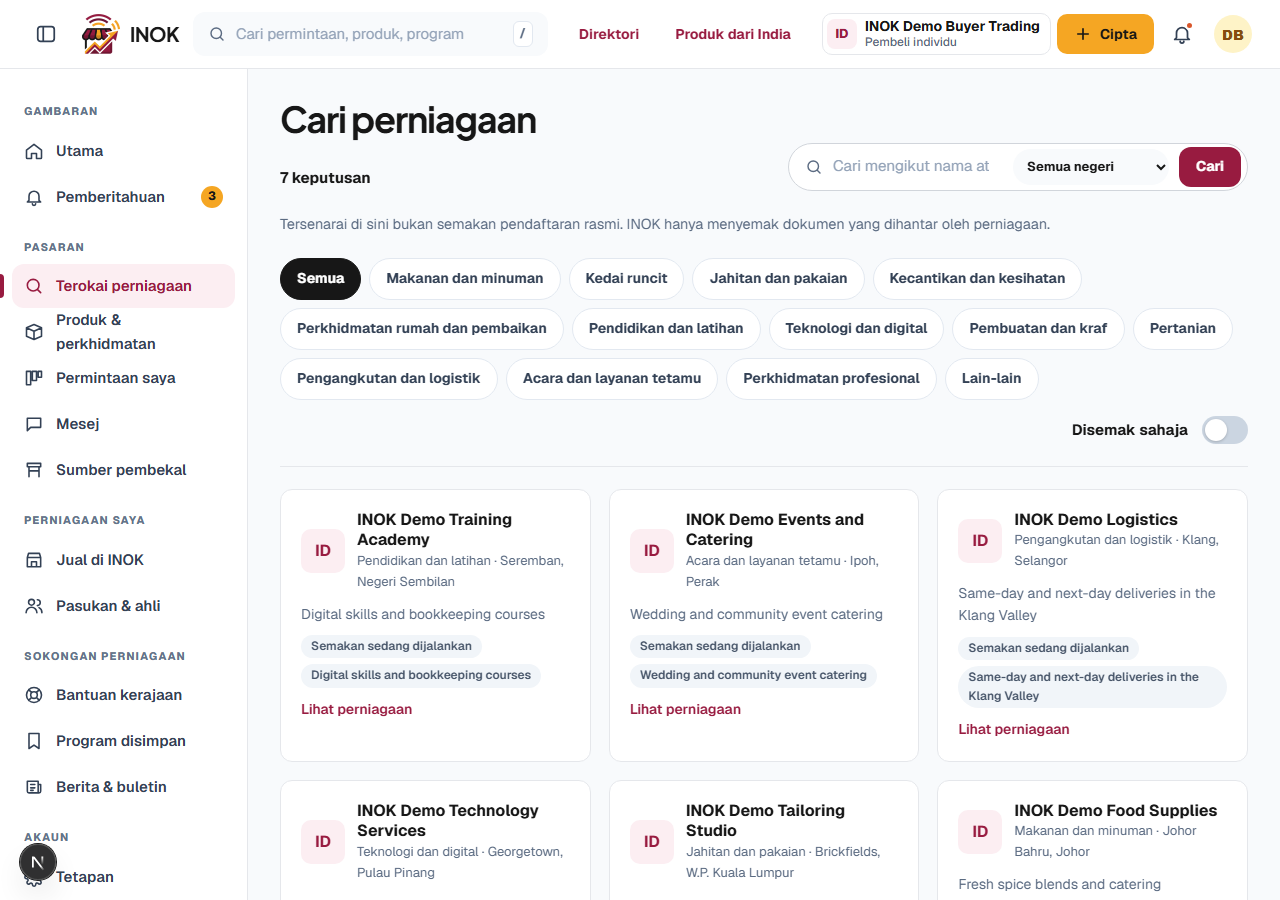 INOK
Cari permintaan, produk, program
/
Direktori
Produk dari India
ID
INOK Demo Buyer Trading
Pembeli individu
Cipta
DB
GAMBARAN
Utama
Pemberitahuan
3
PASARAN
Terokai perniagaan
Produk &
perkhidmatan
Permintaan saya
Mesej
Sumber pembekal
PERNIAGAAN SAYA
Jual di INOK
Pasukan & ahli
SOKONGAN PERNIAGAAN
Bantuan kerajaan
Program disimpan
Berita & buletin
AKAUN
N
Tetapan
Cari perniagaan
7 keputusan
Cari mengikut nama at
Semua negeri
Cari
Tersenarai di sini bukan semakan pendaftaran rasmi. INOK hanya menyemak dokumen yang dihantar oleh perniagaan.
Semua
Makanan dan minuman
Kedai runcit
Jahitan dan pakaian
Kecantikan dan kesihatan
Perkhidmatan rumah dan pembaikan
Pendidikan dan latihan
Teknologi dan digital
Pembuatan dan kraf
Pertanian
Pengangkutan dan logistik
Acara dan layanan tetamu
Perkhidmatan profesional
Lain-lain
Disemak sahaja
ID
INOK Demo Training
Academy
Pendidikan dan latihan · Seremban,
Negeri Sembilan
Digital skills and bookkeeping courses
Semakan sedang dijalankan
Digital skills and bookkeeping courses
Lihat perniagaan
ID
INOK Demo Events and
Catering
Acara dan layanan tetamu · Ipoh,
Perak
Wedding and community event catering
Semakan sedang dijalankan
Wedding and community event catering
Lihat perniagaan
ID
INOK Demo Logistics
Pengangkutan dan logistik · Klang,
Selangor
Same-day and next-day deliveries in the
Klang Valley
Semakan sedang dijalankan
Same-day and next-day deliveries in the
Klang Valley
Lihat perniagaan
ID
INOK Demo Technology
Services
Teknologi dan digital · Georgetown,
Pulau Pinang
ID
INOK Demo Tailoring
Studio
Jahitan dan pakaian · Brickfields,
W.P. Kuala Lumpur
ID
INOK Demo Food Supplies
Makanan dan minuman · Johor
Bahru, Johor
Fresh spice blends and catering